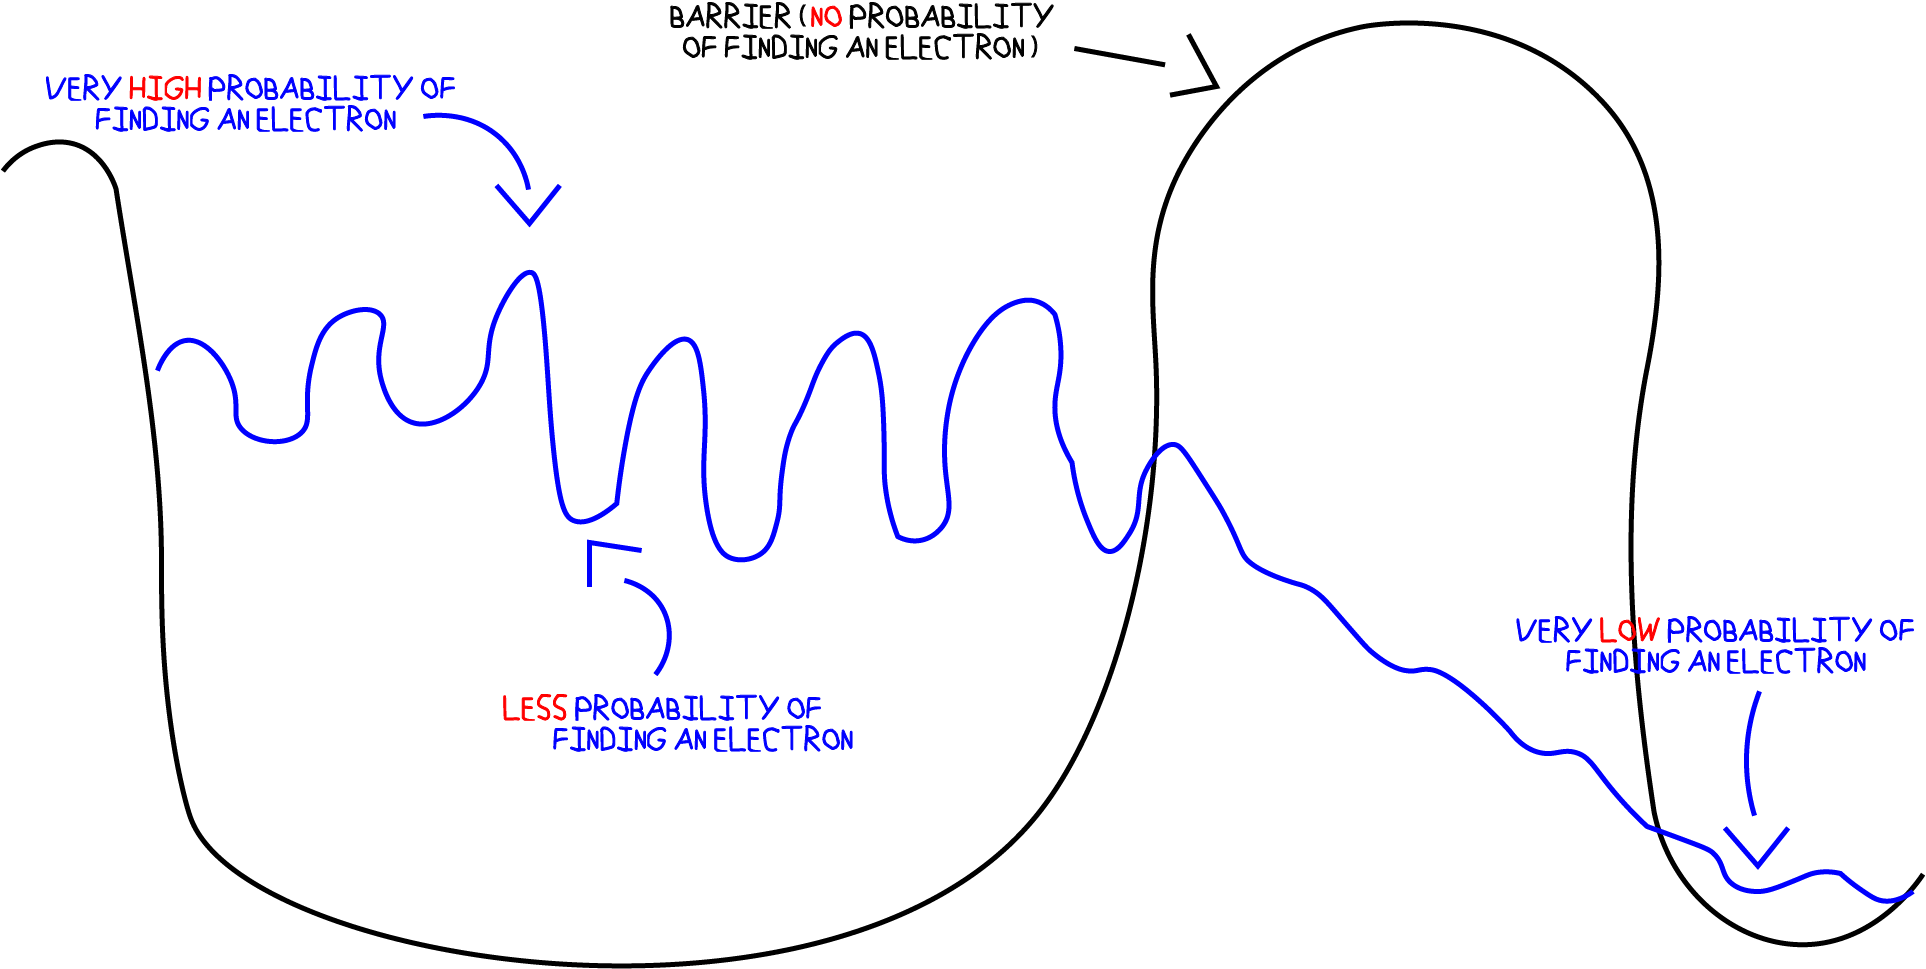 BARRIER (NO PROBABILITY
OF FINDING AN ELECTRON)
VERY HIGH PROBABILITY OF
FINDING AN ELECTRON
LESS PROBABILITY OF
FINDING AN ELECTRON
VERY LOW PROBABILITY OF
FINDING AN ELECTRON